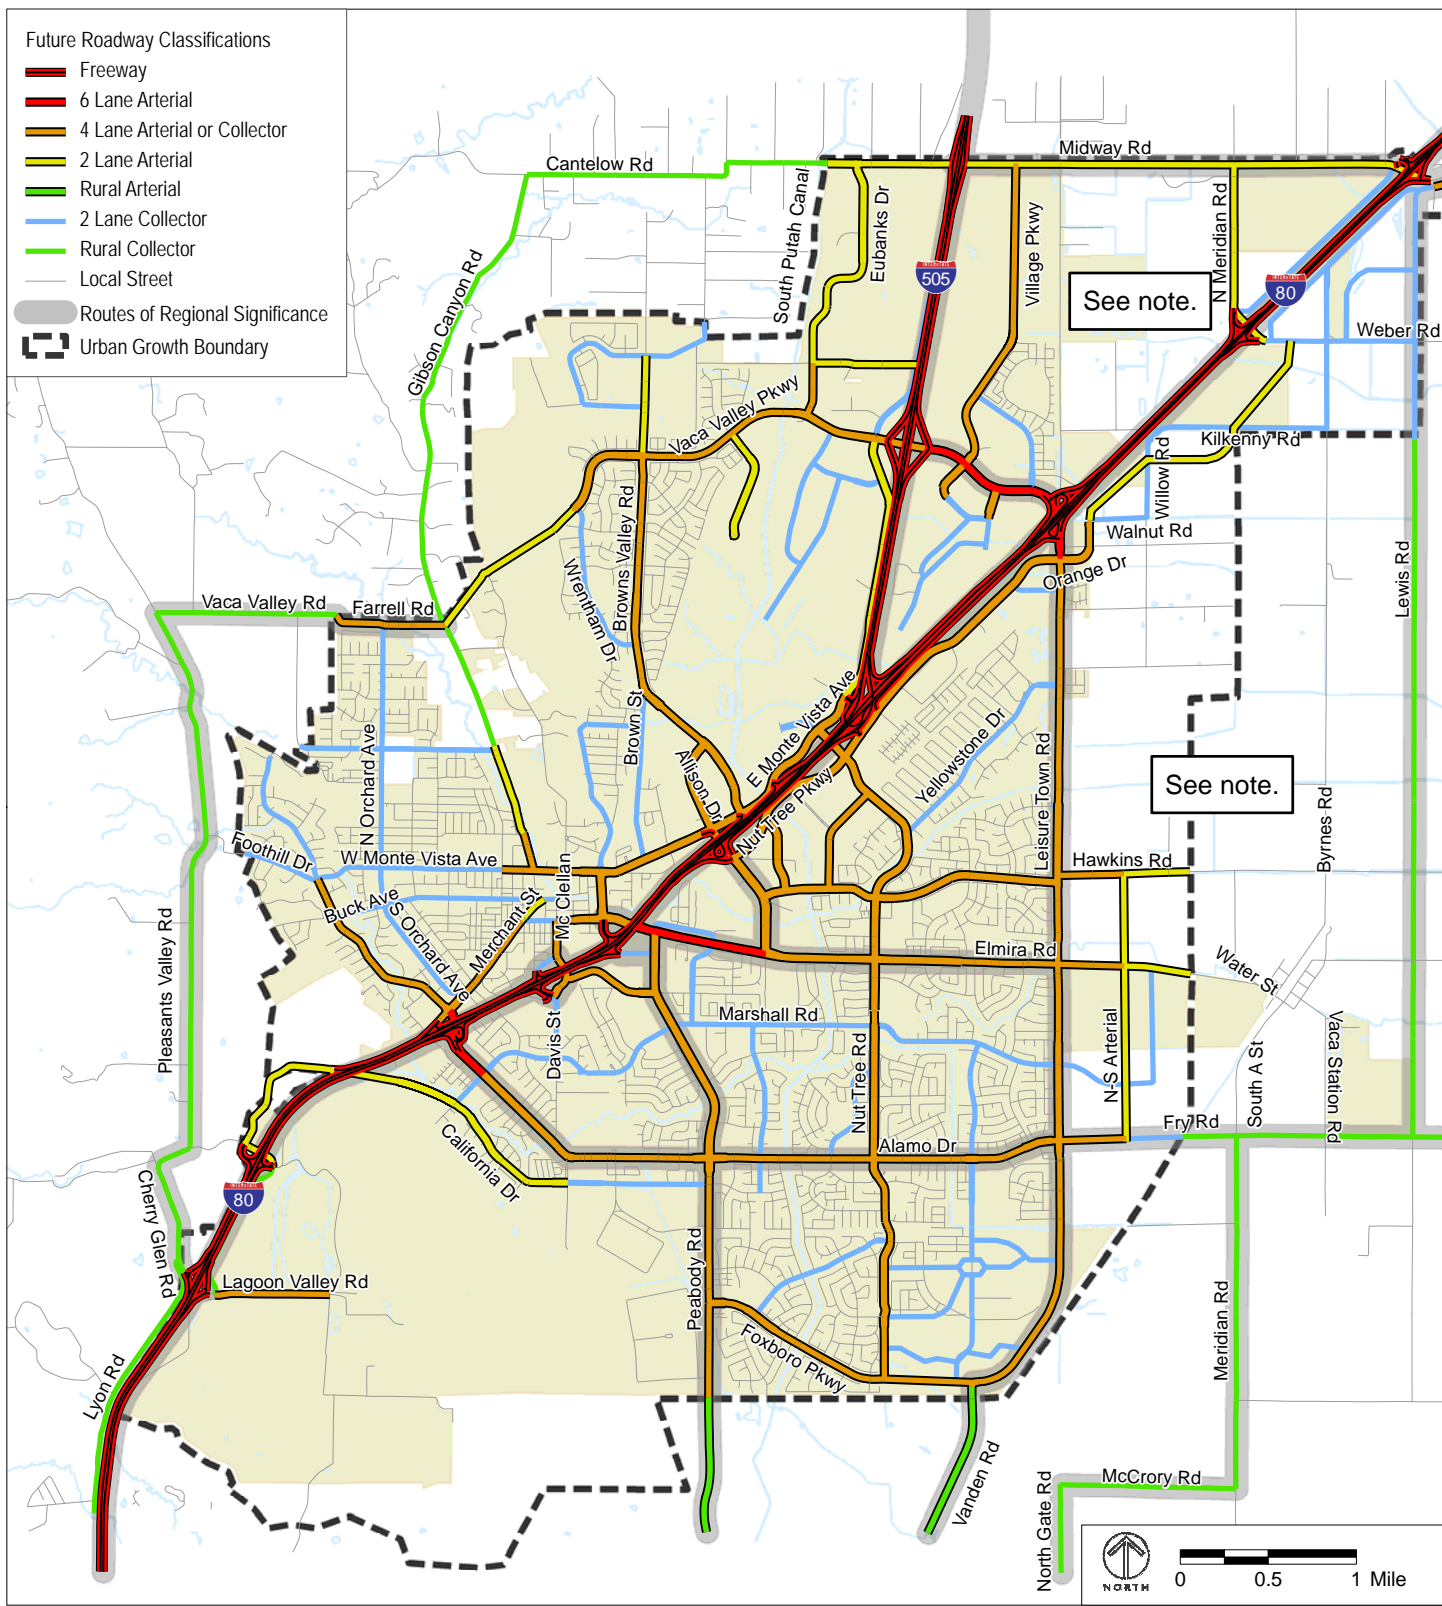 Future Roadway Classifications
Freeway
6 Lane Arterial
4 Lane Arterial or Collector
2 Lane Arterial
Rural Arterial
2 Lane Collector
Rural Collector
Local Street
Routes of Regional Significance
Urban Growth Boundary
Cantelow Rd
Midway Rd
South Putah Canal
Eubanks Dr
INTERSTATE
505
Village Pkwy
N Meridian Rd
See note.
INTERSTATE
80
Weber Rd
Gibson Canyon Rd
Vaca Valley Pkwy
Kilkenny Rd
Willow Rd
Walnut Rd
Orange Dr
Browns Valley Rd
Wrentham Dr
Lewis Rd
Vaca Valley Rd
Farrell Rd
Brown St
Allison Dr
E Monte Vista Ave
Nut Tree Pkwy
Yellowstone Dr
Leisure Town Rd
See note.
Byrnes Rd
N Orchard Ave
Foothill Dr
W Monte Vista Ave
Hawkins Rd
Buck Ave
S Orchard Ave
Merchant St
Mc Clellan
Elmira Rd
Water St
Pleasants Valley Rd
Davis St
Marshall Rd
Nut Tree Rd
N-S Arterial
South A St
Vaca Station Rd
Fry Rd
California Dr
Alamo Dr
Cherry Glen Rd
INTERSTATE
80
Lagoon Valley Rd
Peabody Rd
Foxboro Pkwy
Meridian Rd
Lyon Rd
Vanden Rd
North Gate Rd
McCrory Rd
NORTH
0 0.5 1 Mile